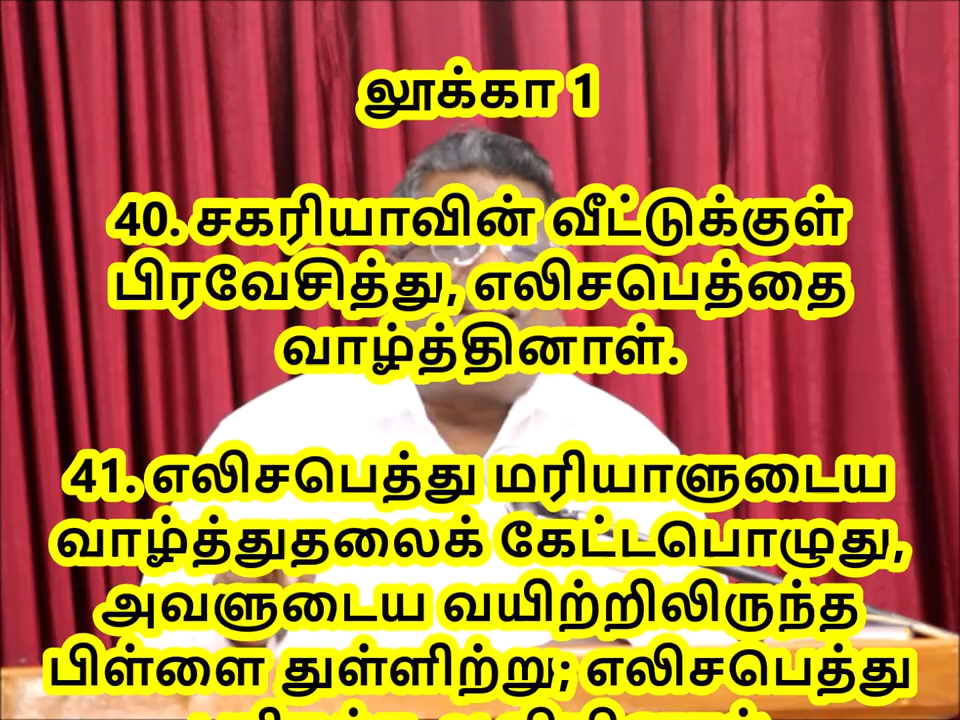 லூக்கா 1
40. சகரியாவின் வீட்டுக்குள்
பிரவேசித்து, எலிசபெத்தை
வாழ்த்தினாள்.
41. எலிசபெத்து மரியாளுடைய
வாழ்த்துதலைக் கேட்டபொழுது,
அவளுடைய வயிற்றிலிருந்த
பிள்ளை துள்ளிற்று; எலிசபெத்து